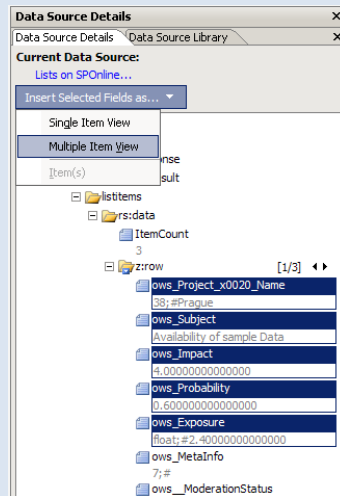 Data Source Details
Data Source Details Data Source Library
Current Data Source:
Lists on SPOnline...
Insert Selected Fields as...
Single Item View
Multiple Item View
Item(s)
listitems
rs:data
ItemCount
3
z:row [1/3]
ows_Project_x0020_Name
38;#Prague
ows_Subject
Availability of sample Data
ows_Impact
4.00000000000000
ows_Probability
0.600000000000000
ows_Exposure
float;#2.40000000000000
ows_MetaInfo
7;#
ows__ModerationStatus